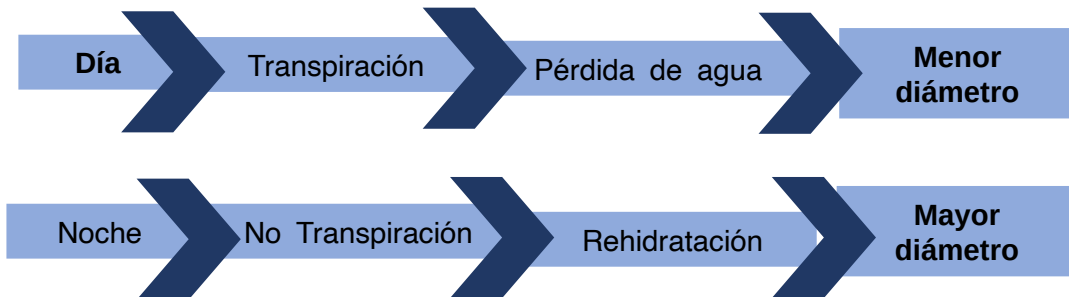 Día
Transpiración
Pérdida de agua
Menor
diámetro
Noche
No Transpiración
Rehidratación
Mayor
diámetro